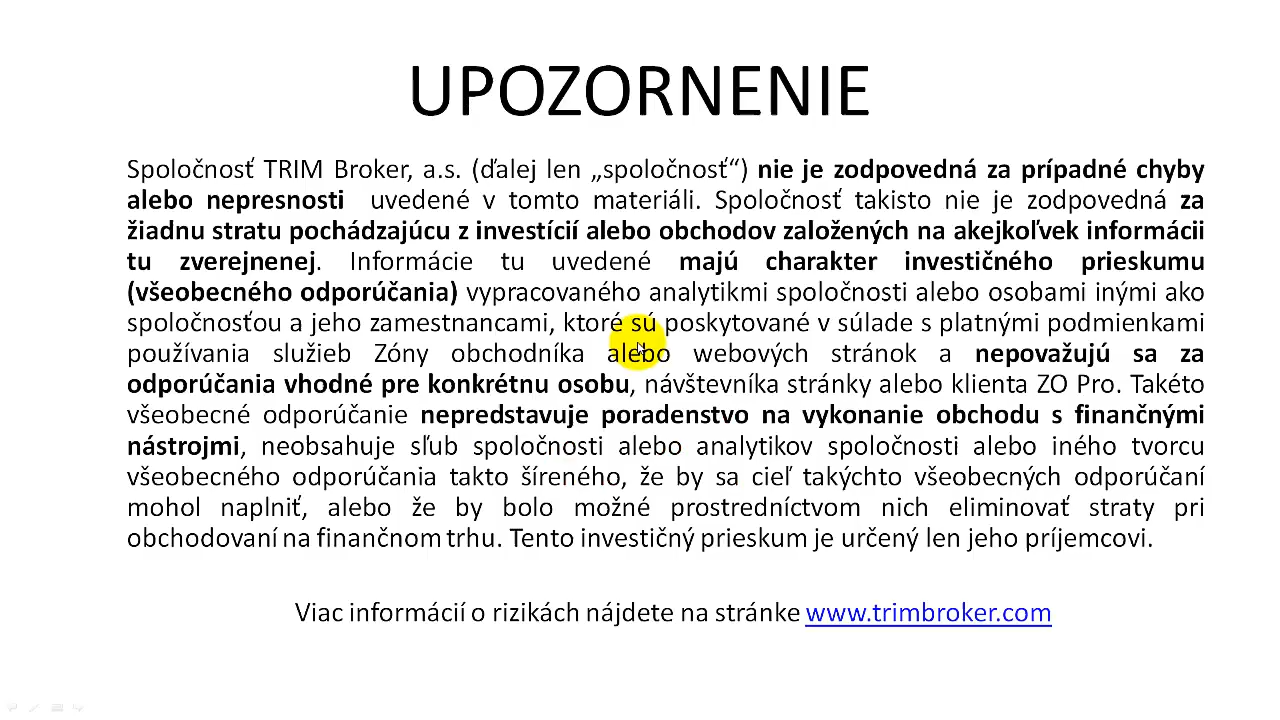 UPOZORNENIE
Spoločnosť TRIM Broker, a.s. (ďalej len „spoločnosť“) nie je zodpovedná za prípadné chyby
alebo nepresnosti uvedené v tomto materiáli. Spoločnosť takisto nie je zodpovedná za
žiadnu stratu pochádzajúcu z investícií alebo obchodov založených na akejkoľvek informácii
tu zverejnenej. Informácie tu uvedené majú charakter investičného prieskumu
(všeobecného odporúčania) vypracovaného analytikmi spoločnosti alebo osobami inými ako
spoločnosťou a jeho zamestnancami, ktoré sú poskytované v súlade s platnými podmienkami
používania služieb Zóny obchodníka alebo webových stránok a nepovažujú sa za
odporúčania vhodné pre konkrétnu osobu, návštevníka stránky alebo klienta ZO Pro. Takéto
všeobecné odporúčanie nepredstavuje poradenstvo na vykonanie obchodu s finančnými
nástrojmi, neobsahuje sľub spoločnosti alebo analytikov spoločnosti alebo iného tvorcu
všeobecného odporúčania takto šíreného, že by sa cieľ takýchto všeobecných odporúčaní
mohol naplniť, alebo že by bolo možné prostredníctvom nich eliminovať straty pri
obchodovaní na finančnom trhu. Tento investičný prieskum je určený len jeho príjemcovi.
Viac informácií o rizikách nájdete na stránke www.trimbroker.com